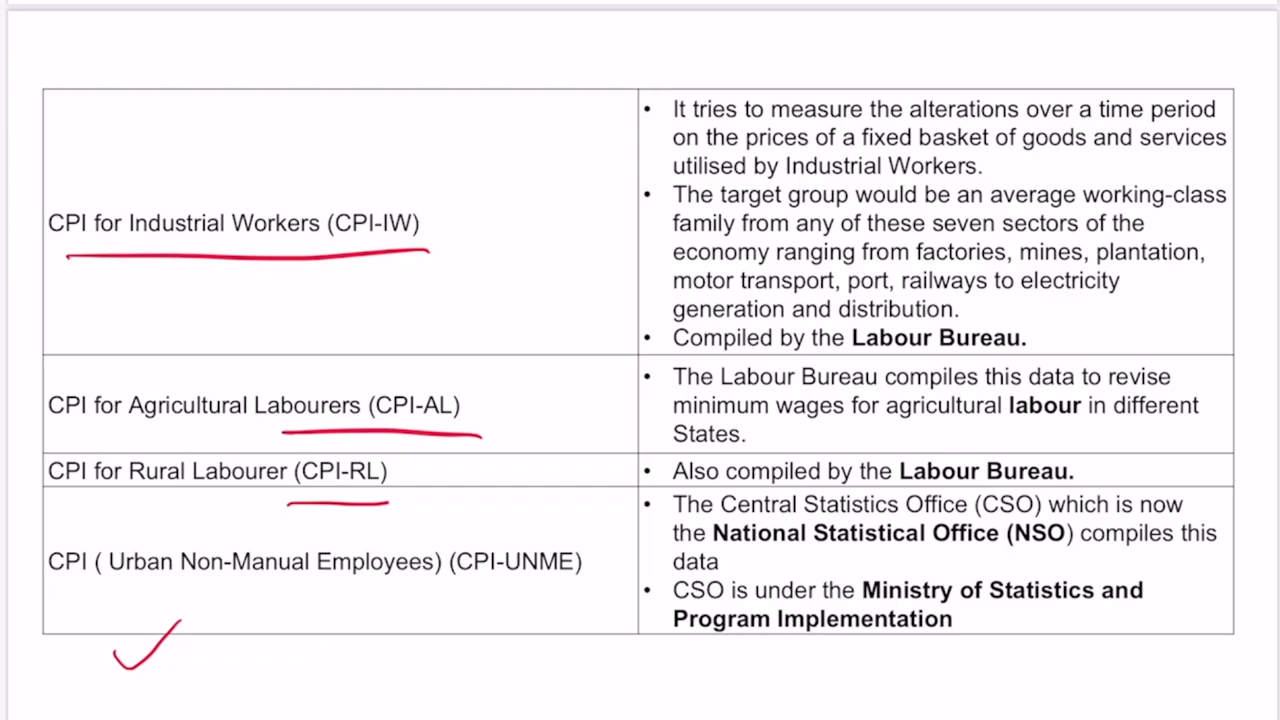 CPI for Industrial Workers (CPI-IW)
• It tries to measure the alterations over a time period
on the prices of a fixed basket of goods and services
utilised by Industrial Workers.
• The target group would be an average working-class
family from any of these seven sectors of the
economy ranging from factories, mines, plantation,
motor transport, port, railways to electricity
generation and distribution.
• Compiled by the Labour Bureau.
CPI for Agricultural Labourers (CPI-AL)
• The Labour Bureau compiles this data to revise
minimum wages for agricultural labour in different
States.
CPI for Rural Labourer (CPI-RL)
• Also compiled by the Labour Bureau.
CPI ( Urban Non-Manual Employees) (CPI-UNME)
• The Central Statistics Office (CSO) which is now
the National Statistical Office (NSO) compiles this
data
• CSO is under the Ministry of Statistics and
Program Implementation